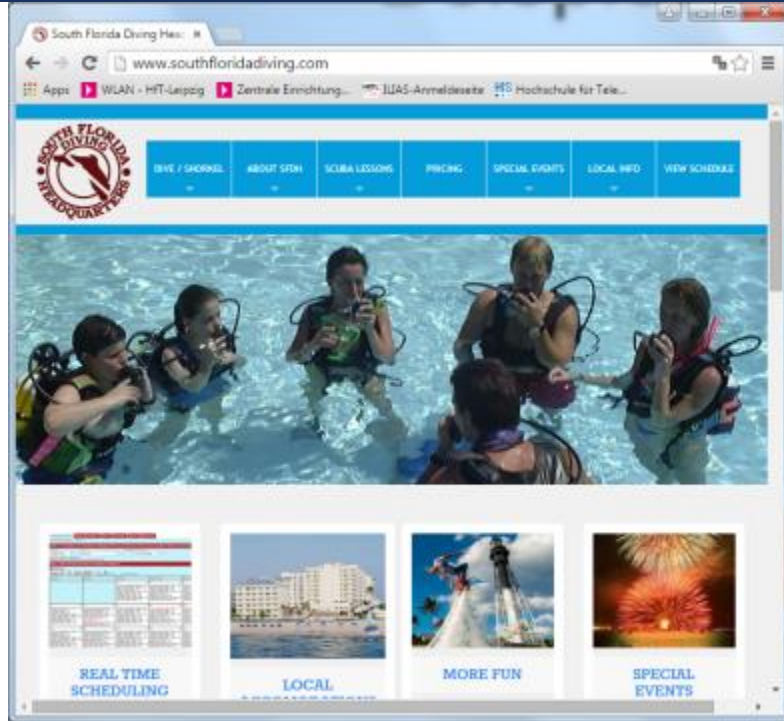 South Florida Diving Hea
www.southfloridadiving.com
Apps WLAN - HfT-Leipzig Zentrale Einrichtung... ILIAS-Anmeldeseite HfS Hochschule für Tele...
SOUTH FLORIDA
DIVING
HEADQUARTERS
DIVE / SNORKEL ABOUT SFDH SCUBA LESSONS PRICING SPECIAL EVENTS LOCAL INFO VIEW SCHEDULE
REAL TIME
SCHEDULING
LOCAL
MORE FUN
SPECIAL
EVENTS